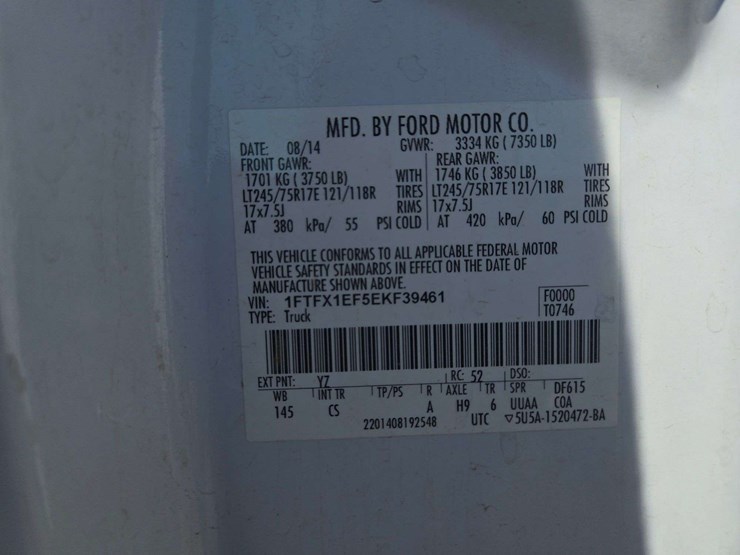 MFD. BY FORD MOTOR CO.
DATE: 08/14 GVWR: 3334 KG ( 7350 LB)
FRONT GAWR: REAR GAWR:
1701 KG ( 3750 LB) WITH 1746 KG ( 3850 LB) WITH
LT245/75R17E 121/118R TIRES LT245/75R17E 121/118R TIRES
17x7.5J RIMS 17x7.5J RIMS
AT 380 kPa/ 55 PSI COLD AT 420 kPa/ 60 PSI COLD
THIS VEHICLE CONFORMS TO ALL APPLICABLE FEDERAL MOTOR
VEHICLE SAFETY STANDARDS IN EFFECT ON THE DATE OF
MANUFACTURE SHOWN ABOVE.
VIN: 1FTFX1EF5EKF39461 F0000
TYPE: Truck T0746
EXT PNT: YZ RC: 52 DSO:
WB INT TR TP/PS R AXLE TR SPR DF615
145 CS A H9 6 UUAA COA
2201408192548 UTC ▽5U5A-1520472-BA